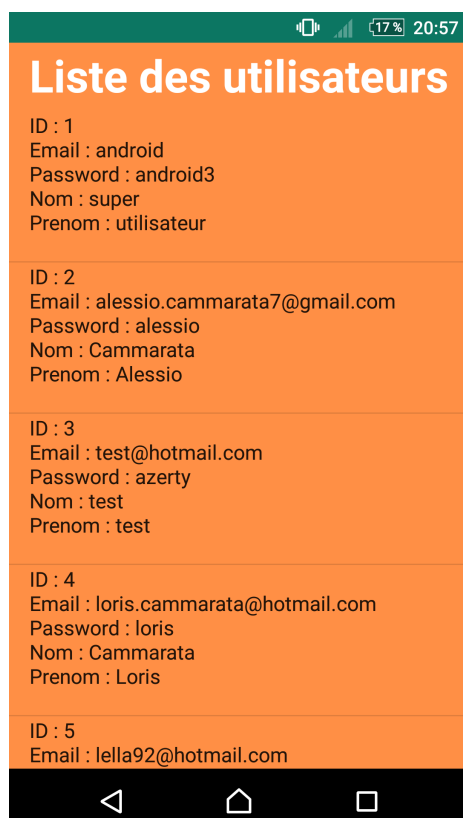 17 % 20:57
Liste des utilisateurs
ID : 1
Email : android
Password : android3
Nom : super
Prenom : utilisateur
ID : 2
Email : alessio.cammarata7@gmail.com
Password : alessio
Nom : Cammarata
Prenom : Alessio
ID : 3
Email : test@hotmail.com
Password : azerty
Nom : test
Prenom : test
ID : 4
Email : loris.cammarata@hotmail.com
Password : loris
Nom : Cammarata
Prenom : Loris
ID : 5
Email : lella92@hotmail.com